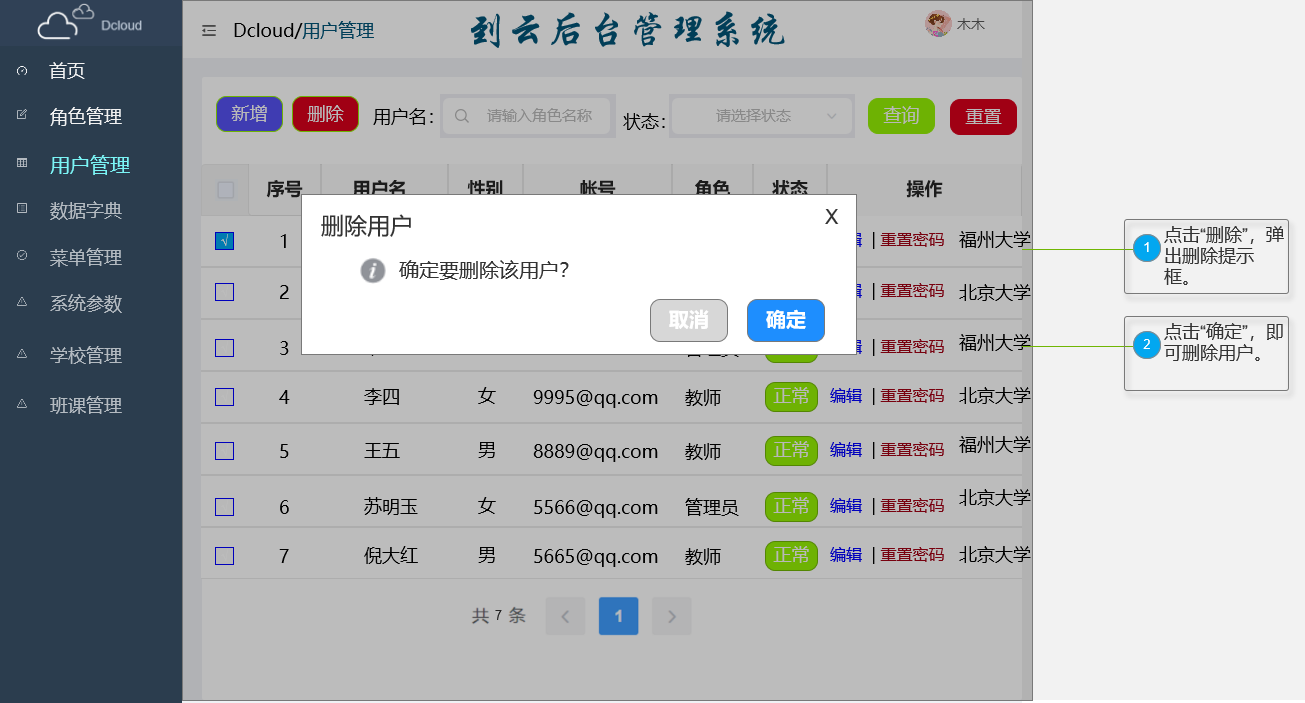 Dcloud
首页
角色管理
用户管理
数据字典
菜单管理
系统参数
学校管理
班课管理
Dcloud/用户管理
到云后台管理系统
木木
新增 删除 用户名: 请输入角色名称 状态: 请选择状态 查询 重置
序号 用户名 性别 帐号 角色 状态 操作
√ 1 辑 | 重置密码 福州大学
2 辑 | 重置密码 北京大学
3 管理员 辑 | 重置密码 福州大学
删除用户 X
i 确定要删除该用户?
取消 确定
4 李四 女 9995@qq.com 教师 正常 编辑 | 重置密码 北京大学
5 王五 男 8889@qq.com 教师 正常 编辑 | 重置密码 福州大学
6 苏明玉 女 5566@qq.com 管理员 正常 编辑 | 重置密码 北京大学
7 倪大红 男 5665@qq.com 教师 正常 编辑 | 重置密码 北京大学
共 7 条 < 1 >
1 点击“删除”，弹
出删除提示
框。
2 点击“确定”，即
可删除用户。